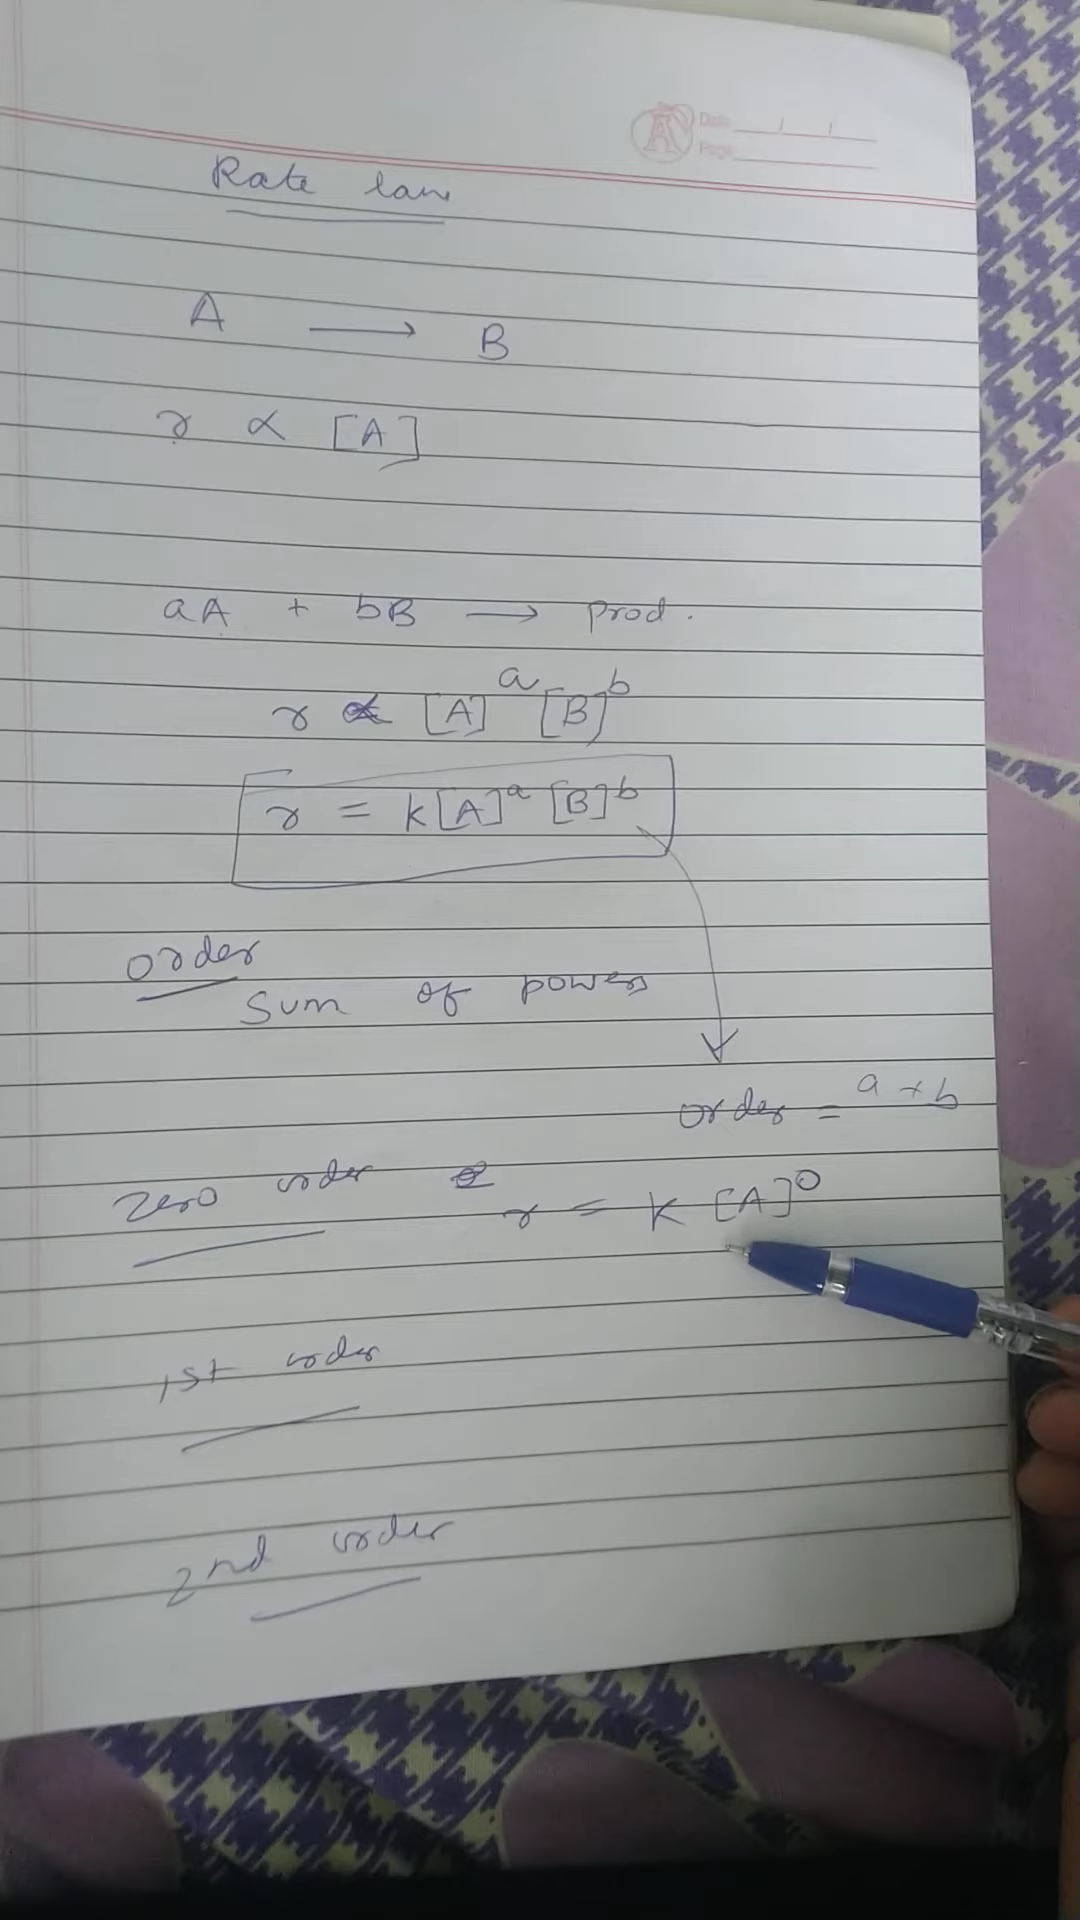 Date
Page
Rate law
A → B
r ∝ [A]
aA + bB → prod.
r ∝ [A]^a [B]^b
r = k[A]^a [B]^b
order
Sum of powers
order = a + b
Zero order r = k [A]^0
1st order
2nd order